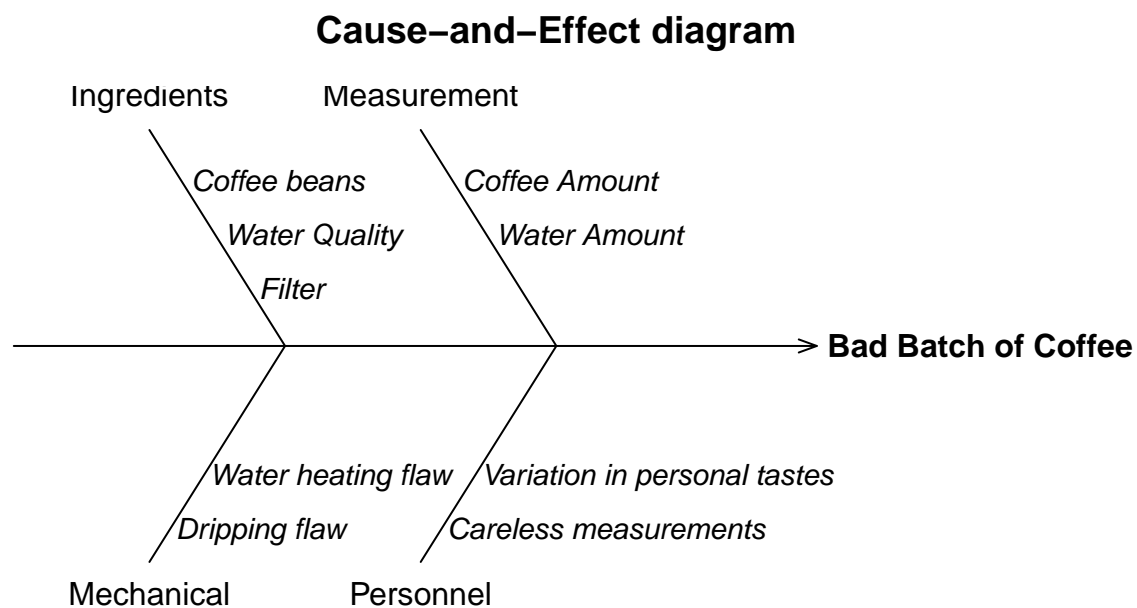 Cause−and−Effect diagram
Ingredients
Measurement
Coffee beans
Water Quality
Filter
Coffee Amount
Water Amount
Bad Batch of Coffee
Water heating flaw
Dripping flaw
Variation in personal tastes
Careless measurements
Mechanical
Personnel